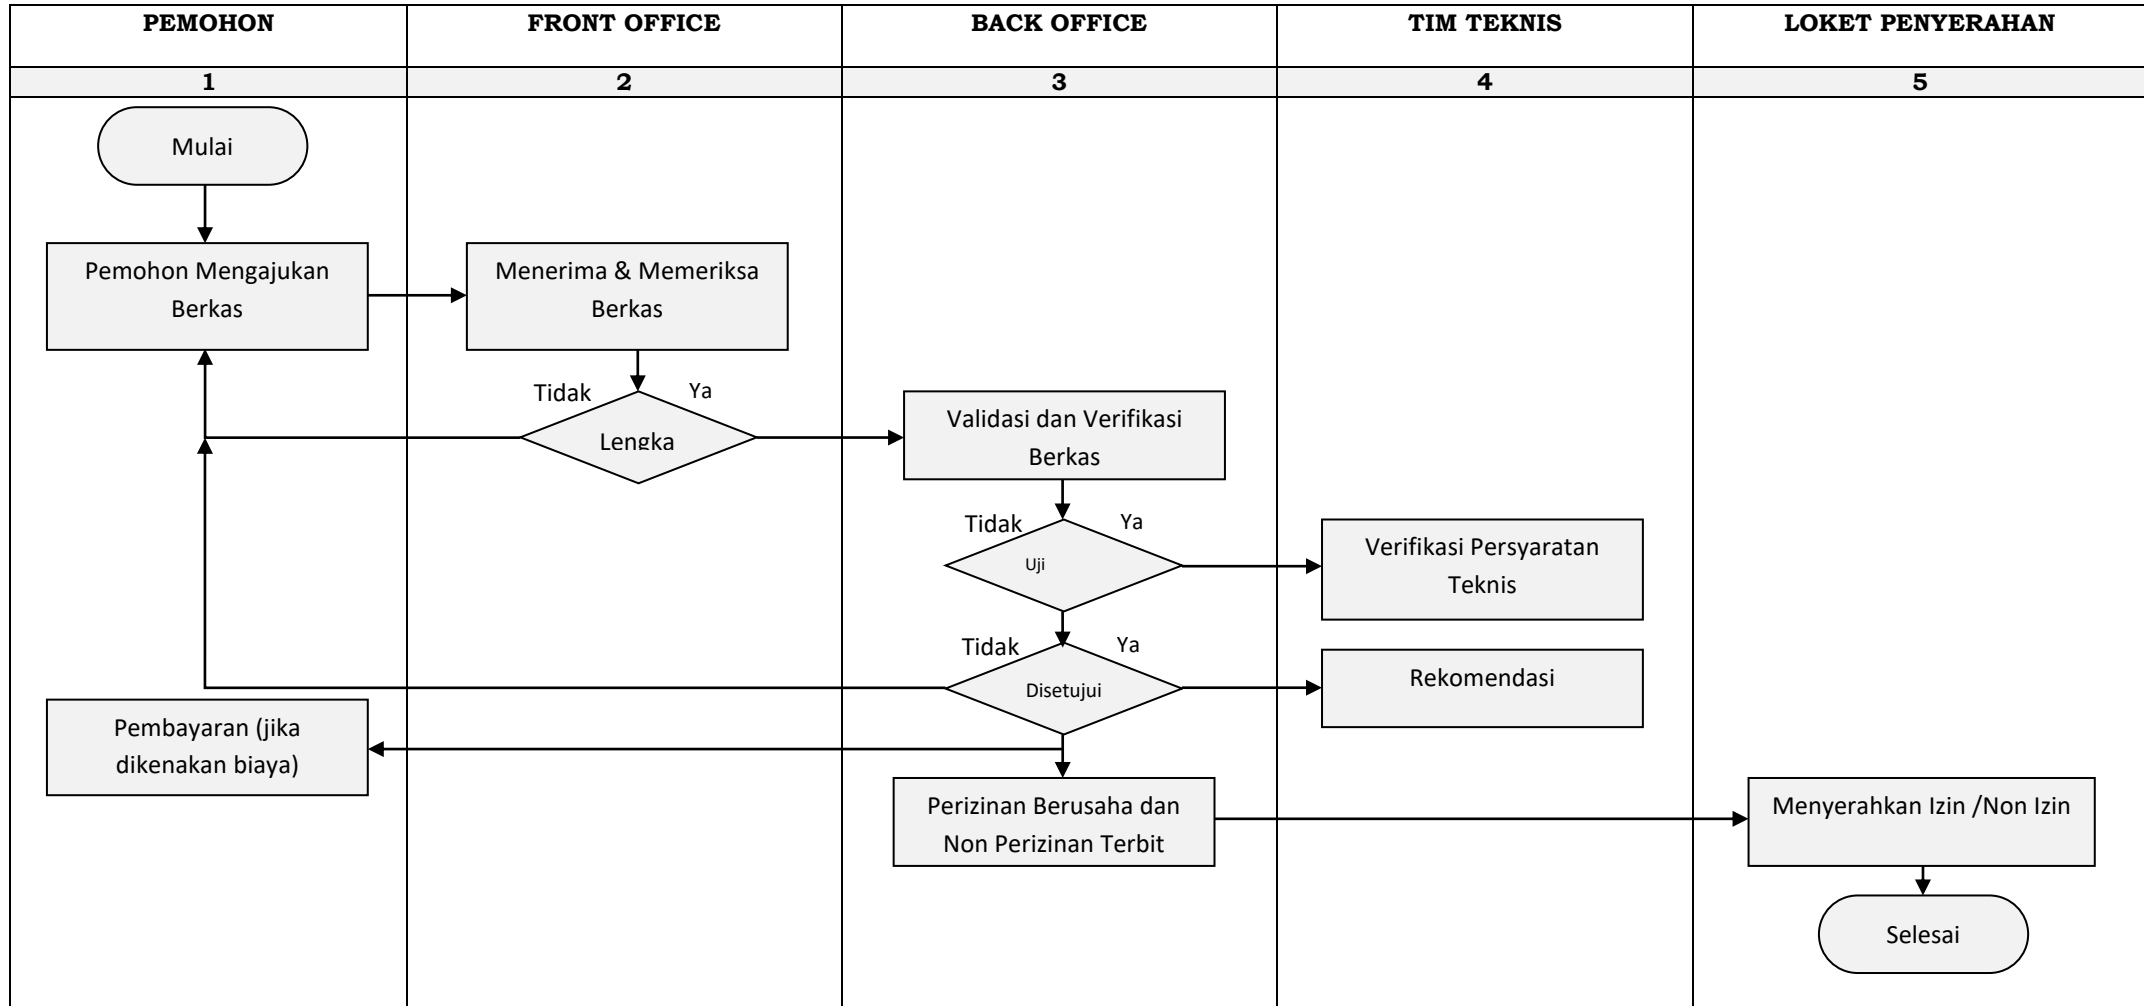 PEMOHON
FRONT OFFICE
BACK OFFICE
TIM TEKNIS
LOKET PENYERAHAN
1
2
3
4
5
Mulai
Pemohon Mengajukan
Berkas
Menerima & Memeriksa
Berkas
Tidak
Ya
Lengka
Validasi dan Verifikasi
Berkas
Tidak
Ya
Uji
Verifikasi Persyaratan
Teknis
Tidak
Ya
Disetujui
Rekomendasi
Pembayaran (jika
dikenakan biaya)
Perizinan Berusaha dan
Non Perizinan Terbit
Menyerahkan Izin /Non Izin
Selesai